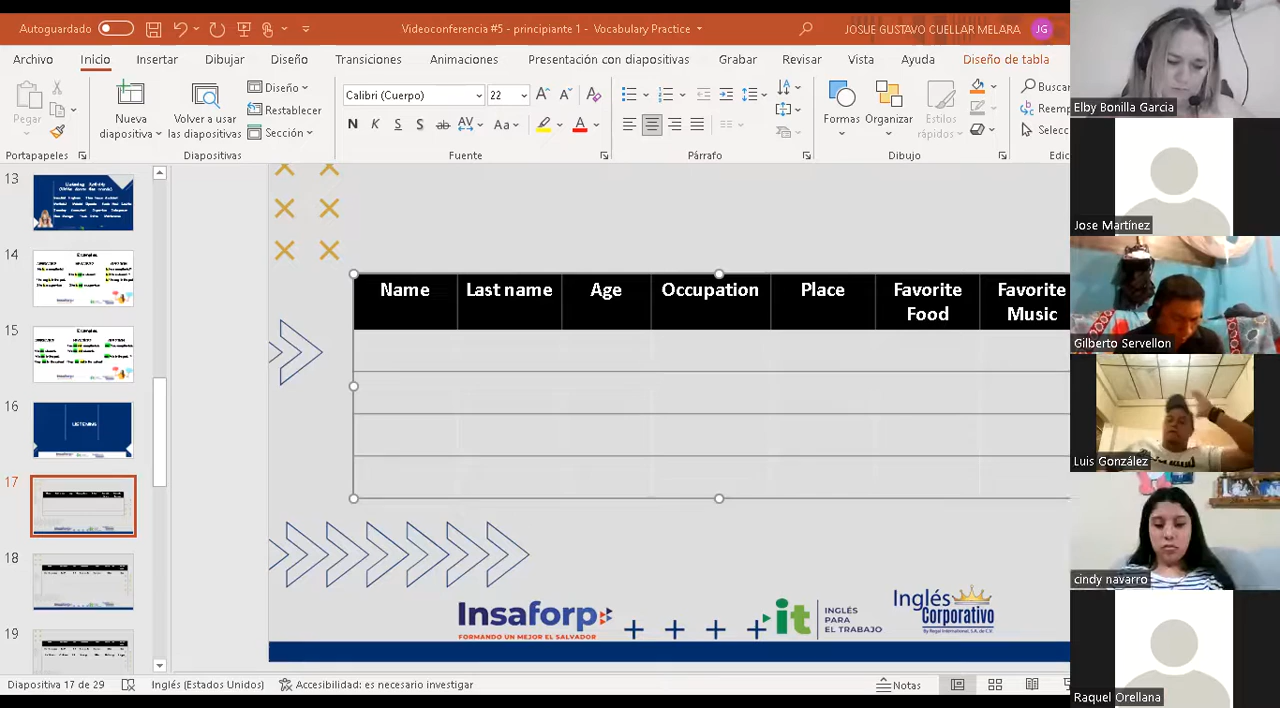 Autoguardado
Videoconferencia #5 - principiante 1 - Vocabulary Practice
JOSUE GUSTAVO CUELLAR MELARA
JG
Archivo Inicio Insertar Dibujar Diseño Transiciones Animaciones Presentación con diapositivas Grabar Revisar Vista Ayuda Diseño de tabla
Pegar
Nueva diapositiva
Volver a usar las diapositivas
Diseño
Restablecer
Sección
Calibri (Cuerpo) 22
N K S S ab AV Aa A
Formas Organizar Estilos rápidos
Portapapeles Diapositivas Fuente Párrafo Dibujo
13
14
15
16
LISTENING
17
18
19
Name Last name Age Occupation Place Favorite Food Favorite Music
Insaforp
FORMANDO UN MEJOR EL SALVADOR
it INGLÉS PARA EL TRABAJO
Inglés Corporativo
Diapositiva 17 de 29 Inglés (Estados Unidos) Accesibilidad: es necesario investigar Notas
Elby Bonilla Garcia
Jose Martínez
Gilberto Servellon
Luis González
cindy navarro
Raquel Orellana